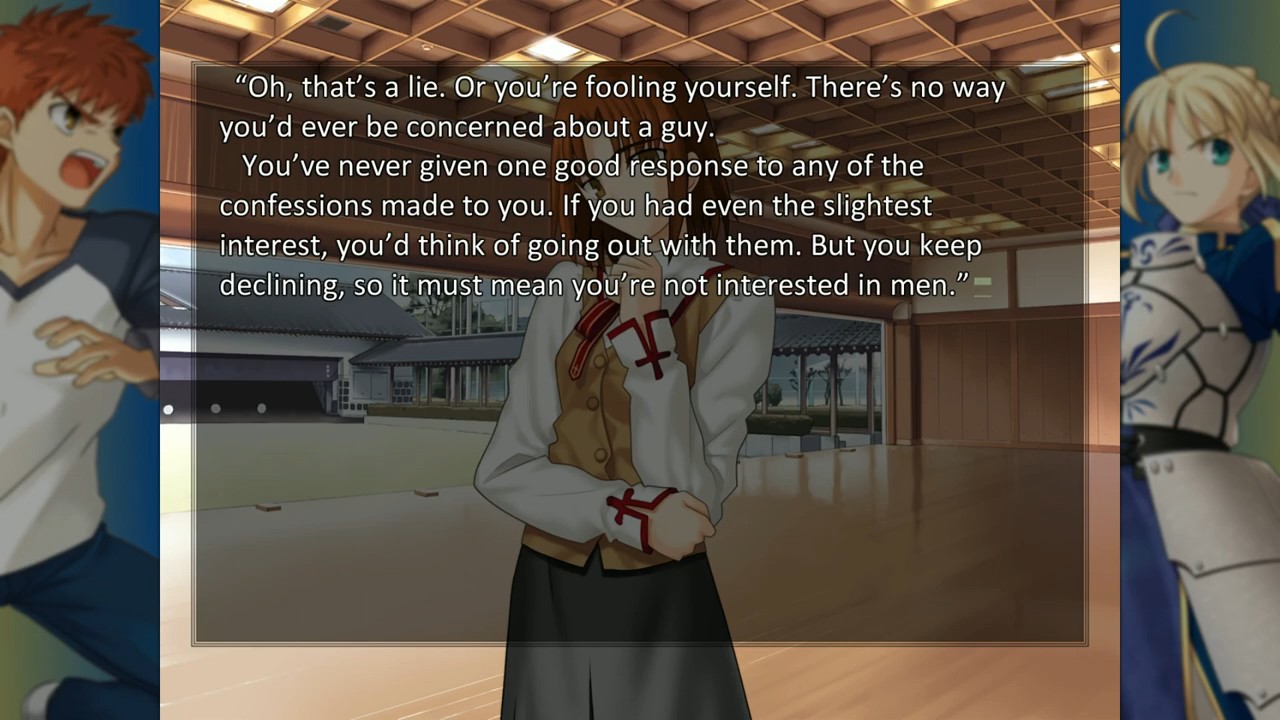 “Oh, that’s a lie. Or you’re fooling yourself. There’s no way
you’d ever be concerned about a guy.
You’ve never given one good response to any of the
confessions made to you. If you had even the slightest
interest, you’d think of going out with them. But you keep
declining, so it must mean you’re not interested in men.”